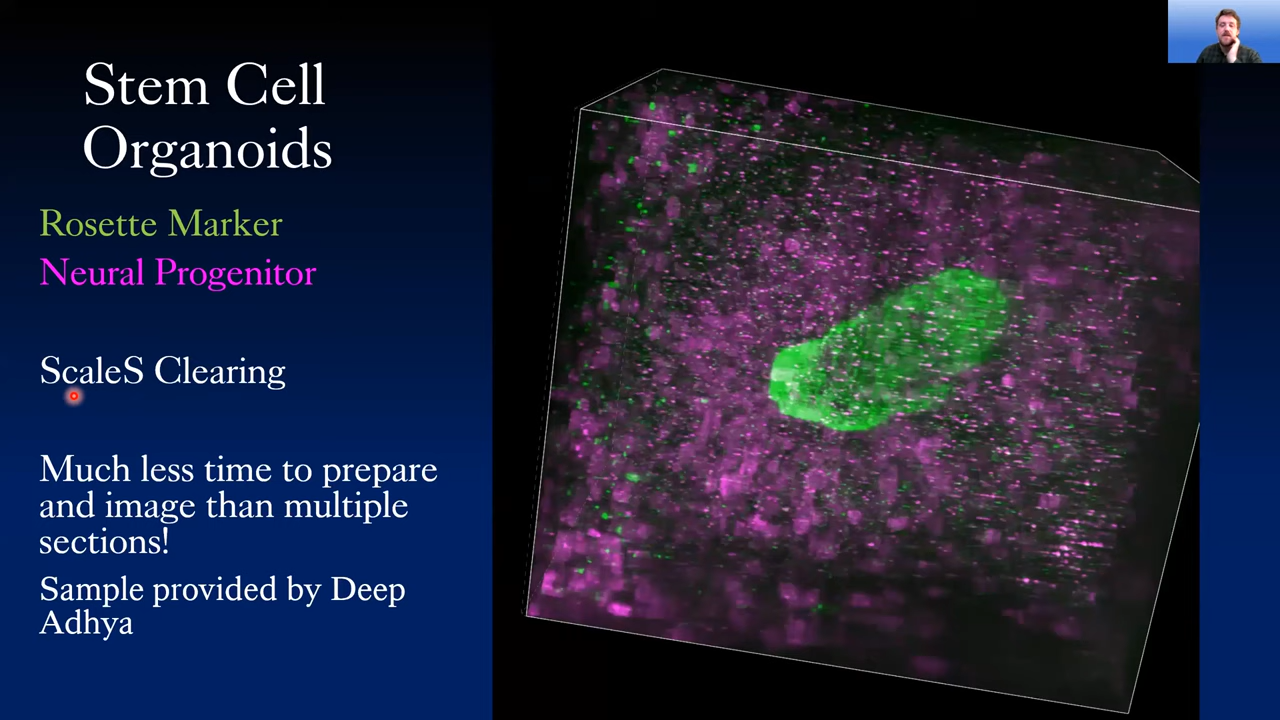 Stem Cell
Organoids
Rosette Marker
Neural Progenitor
ScaleS Clearing
Much less time to prepare
and image than multiple
sections!
Sample provided by Deep
Adhya